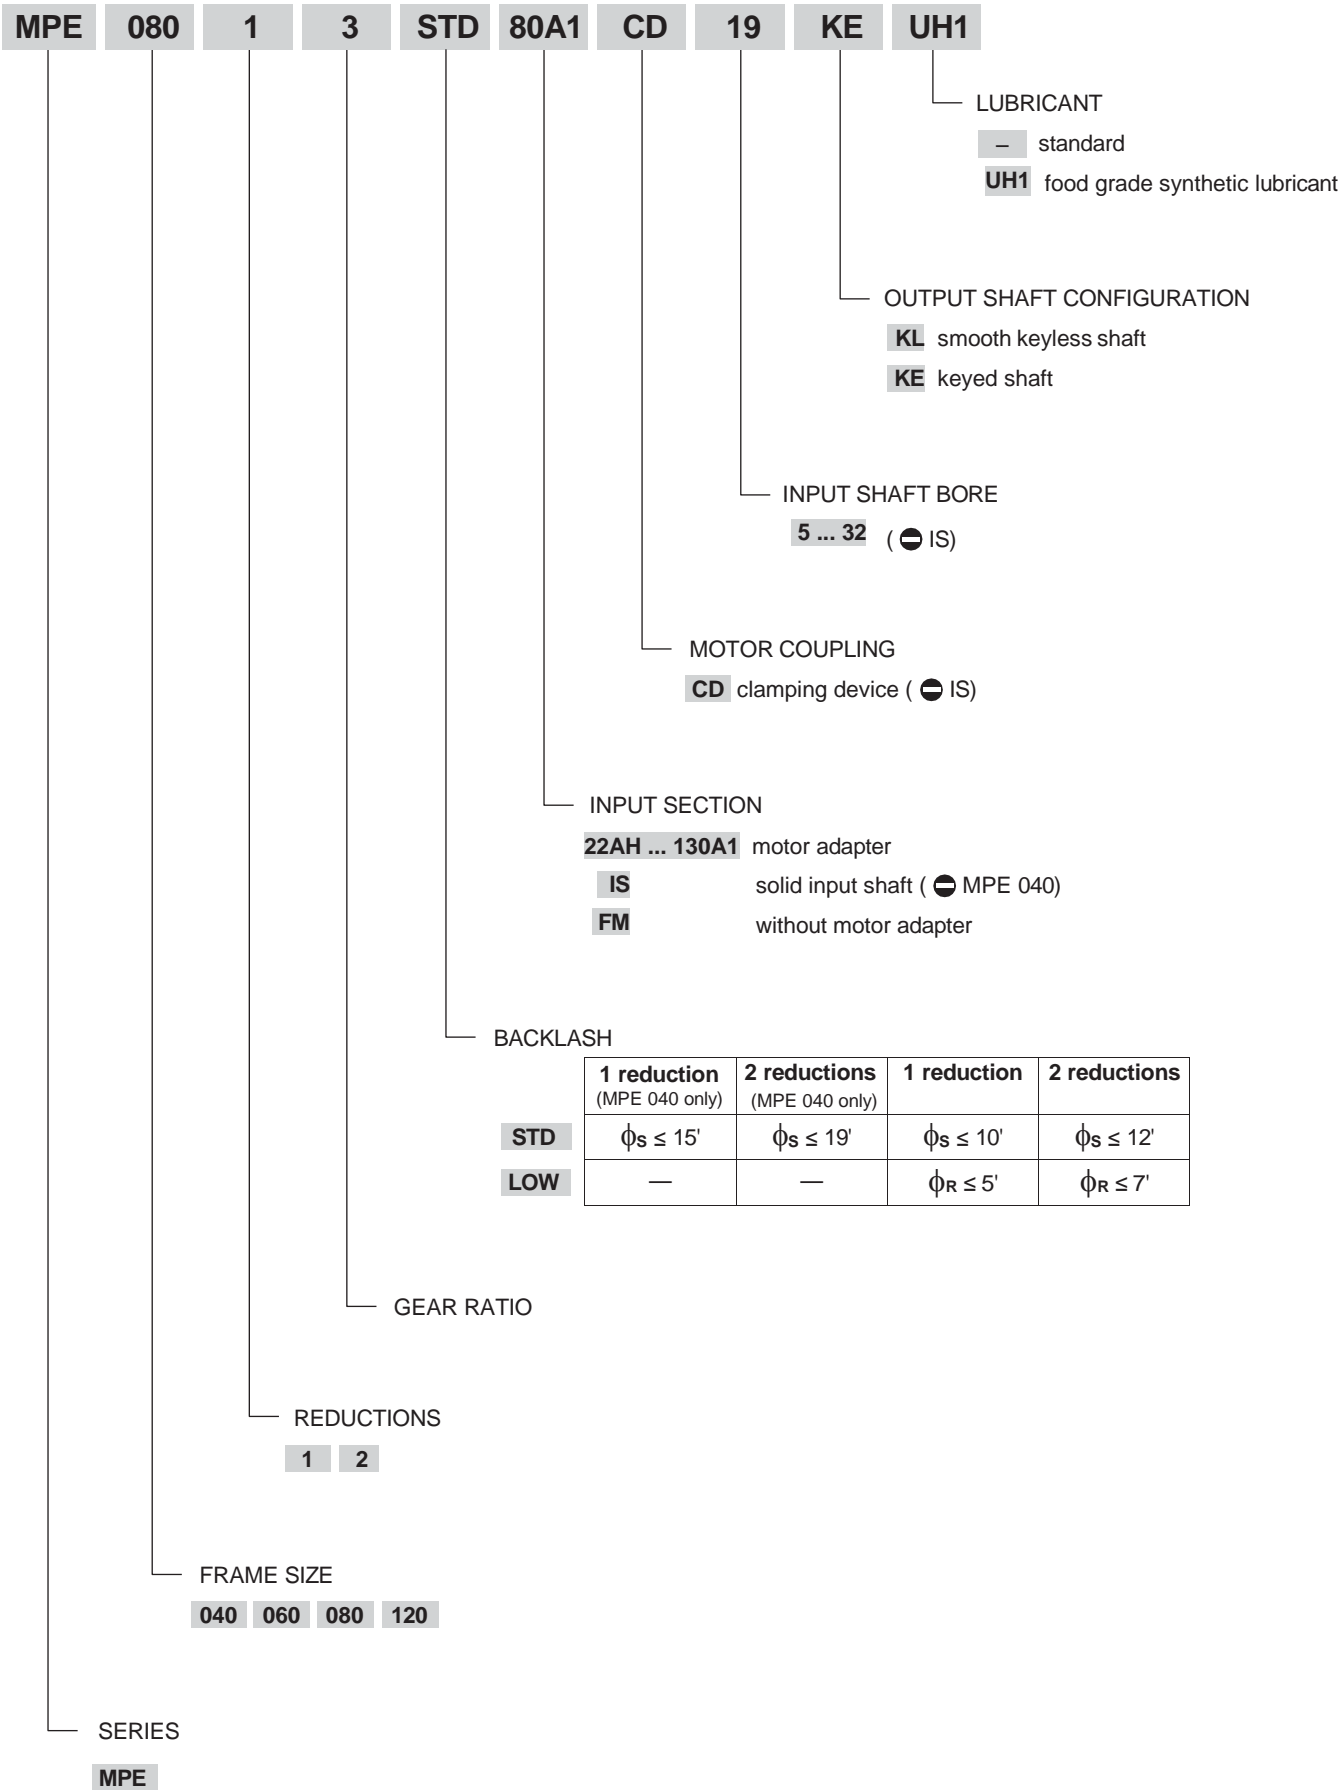 MPE 080 1 3 STD 80A1 CD 19 KE UH1
LUBRICANT
– standard
UH1 food grade synthetic lubricant
OUTPUT SHAFT CONFIGURATION
KL smooth keyless shaft
KE keyed shaft
INPUT SHAFT BORE
5 ... 32 ( ⛔ IS)
MOTOR COUPLING
CD clamping device ( ⛔ IS)
INPUT SECTION
22AH ... 130A1 motor adapter
IS solid input shaft ( ⛔ MPE 040)
FM without motor adapter
BACKLASH
1 reduction 2 reductions 1 reduction 2 reductions
(MPE 040 only) (MPE 040 only)
STD ϕS ≤ 15' ϕS ≤ 19' ϕS ≤ 10' ϕS ≤ 12'
LOW — — ϕR ≤ 5' ϕR ≤ 7'
GEAR RATIO
REDUCTIONS
1 2
FRAME SIZE
040 060 080 120
SERIES
MPE